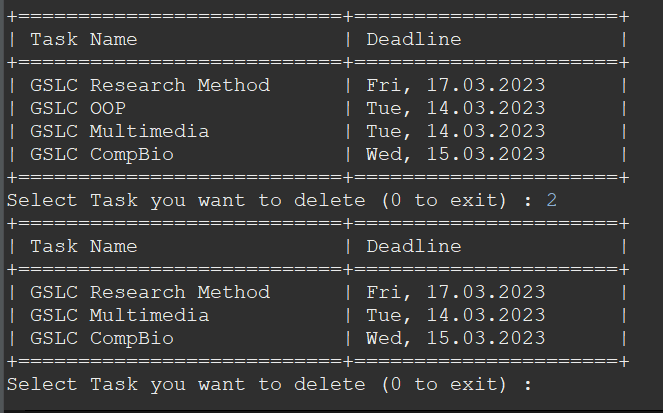 +===========================+======================+
| Task Name                 | Deadline             |
+===========================+======================+
| GSLC Research Method      | Fri, 17.03.2023      |
| GSLC OOP                  | Tue, 14.03.2023      |
| GSLC Multimedia           | Tue, 14.03.2023      |
| GSLC CompBio              | Wed, 15.03.2023      |
+===========================+======================+
Select Task you want to delete (0 to exit) : 2
+===========================+======================+
| Task Name                 | Deadline             |
+===========================+======================+
| GSLC Research Method      | Fri, 17.03.2023      |
| GSLC Multimedia           | Tue, 14.03.2023      |
| GSLC CompBio              | Wed, 15.03.2023      |
+===========================+======================+
Select Task you want to delete (0 to exit) :